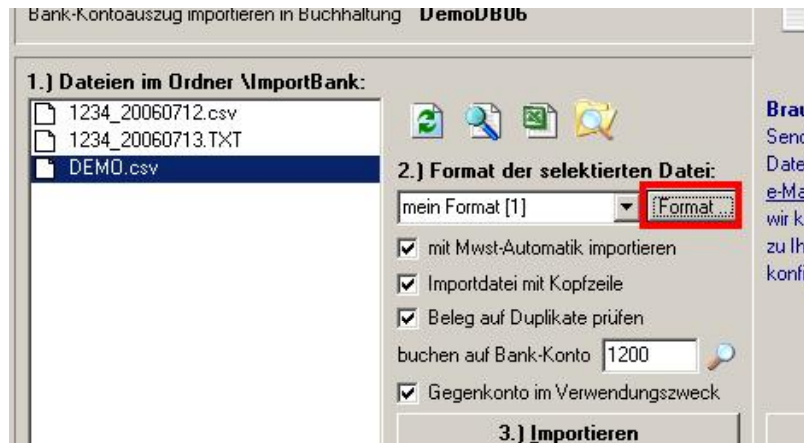 Bank-Kontoauszug importieren in Buchhaltung DemoDB06
1.) Dateien im Ordner \ImportBank:
1234_20060712.csv
1234_20060713.TXT
DEMO.csv
2.) Format der selektierten Datei:
mein Format [1]
Format ...
mit Mwst-Automatik importieren
Importdatei mit Kopfzeile
Beleg auf Duplikate prüfen
buchen auf Bank-Konto 1200
Gegenkonto im Verwendungszweck
3.) Importieren
Brau
Send
Date
e-Ma
wir k
zu Ih
konfi